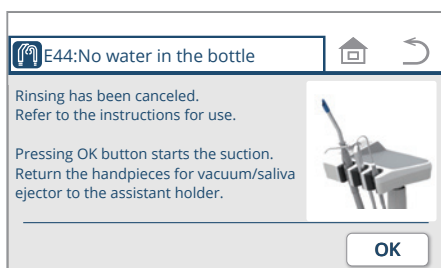 E44:No water in the bottle
Rinsing has been canceled.
Refer to the instructions for use.
Pressing OK button starts the suction.
Return the handpieces for vacuum/saliva
ejector to the assistant holder.
OK